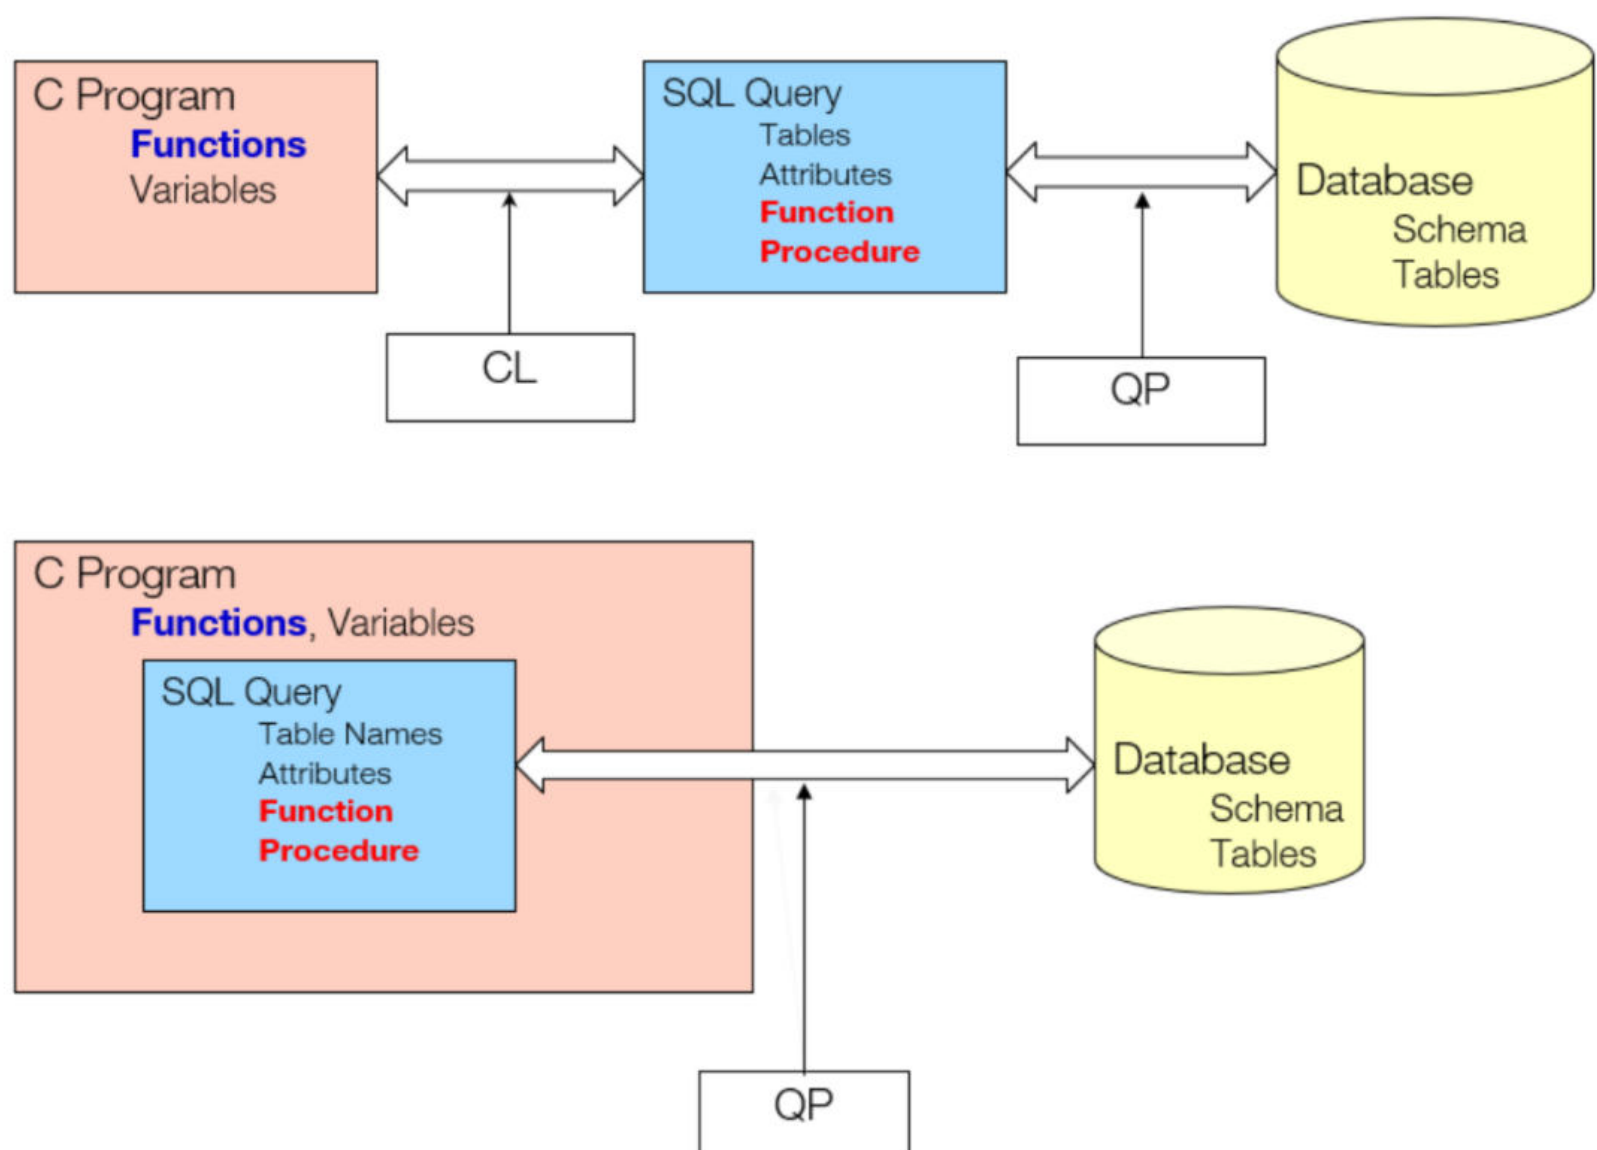 C Program
Functions
Variables
SQL Query
Tables
Attributes
Function
Procedure
Database
Schema
Tables
CL
QP
C Program
Functions, Variables
SQL Query
Table Names
Attributes
Function
Procedure
Database
Schema
Tables
QP